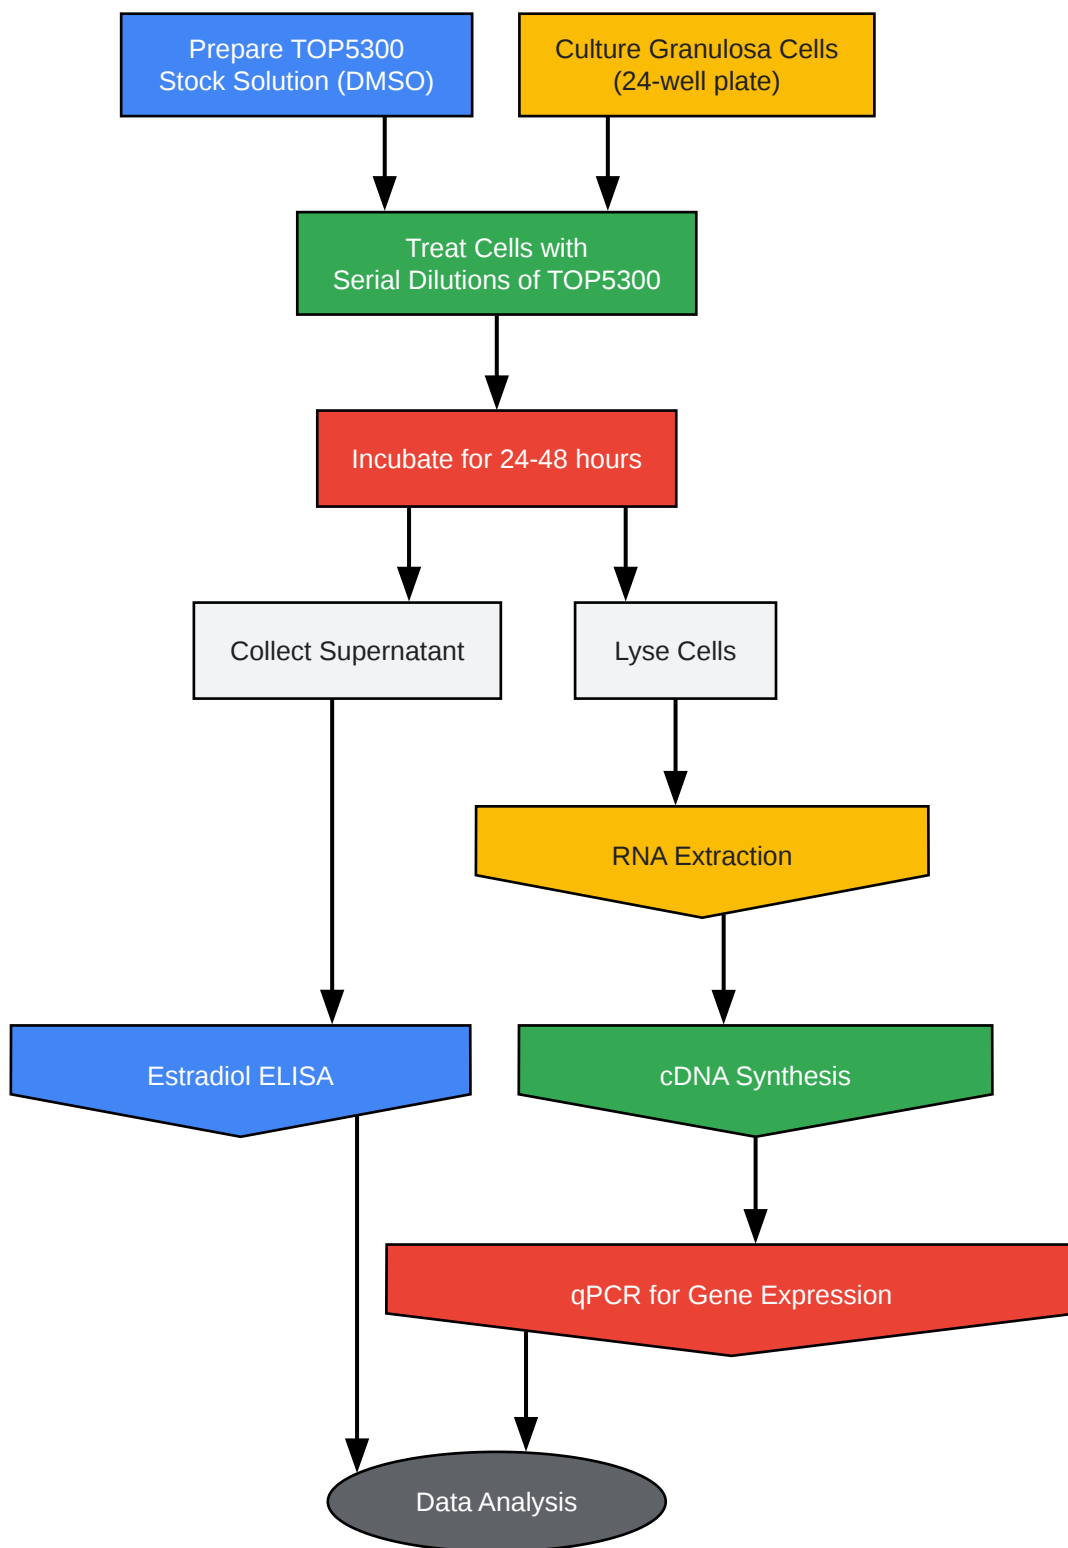 Prepare TOP5300
Stock Solution (DMSO)
Culture Granulosa Cells
(24-well plate)
Treat Cells with
Serial Dilutions of TOP5300
Incubate for 24-48 hours
Collect Supernatant
Lyse Cells
RNA Extraction
Estradiol ELISA
cDNA Synthesis
qPCR for Gene Expression
Data Analysis